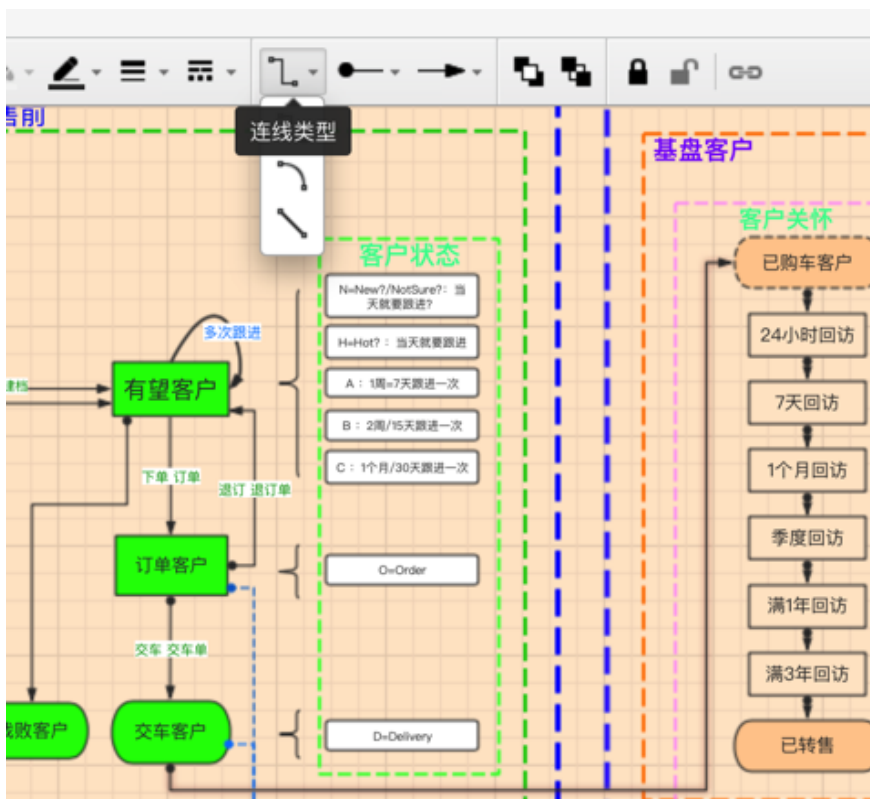 售前
连线类型
基盘客户
客户关怀
客户状态
已购车客户
N=New?/NotSure?：当
天就要跟进?
多次跟进
24小时回访
H=Hot?：当天就要跟进
建档
有望客户
A：1周=7天跟进一次
7天回访
B：2周/15天跟进一次
下单 订单
C：1个月/30天跟进一次
1个月回访
退订 退订单
季度回访
订单客户
O=Order
满1年回访
交车 交车单
满3年回访
战败客户
交车客户
D=Delivery
已转售